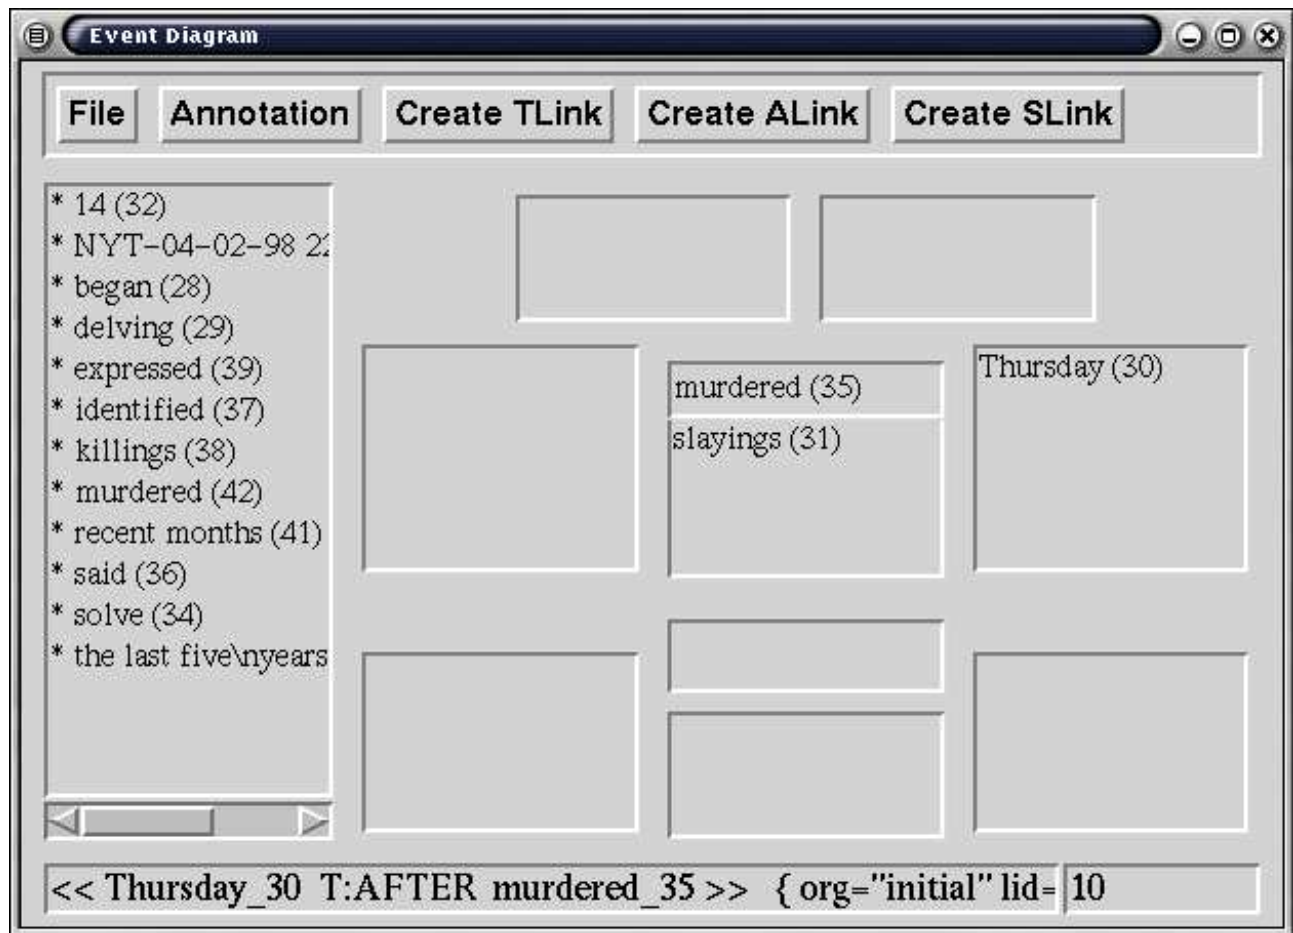 Event Diagram
File Annotation Create TLink Create ALink Create SLink
* 14 (32)
* NYT-04-02-98 22
* began (28)
* delving (29)
* expressed (39)
* identified (37)
* killings (38)
* murdered (42)
* recent months (41)
* said (36)
* solve (34)
* the last five\nyears
murdered (35)
slayings (31)
Thursday (30)
<< Thursday_30 T:AFTER murdered_35 >> { org="initial" lid=
10